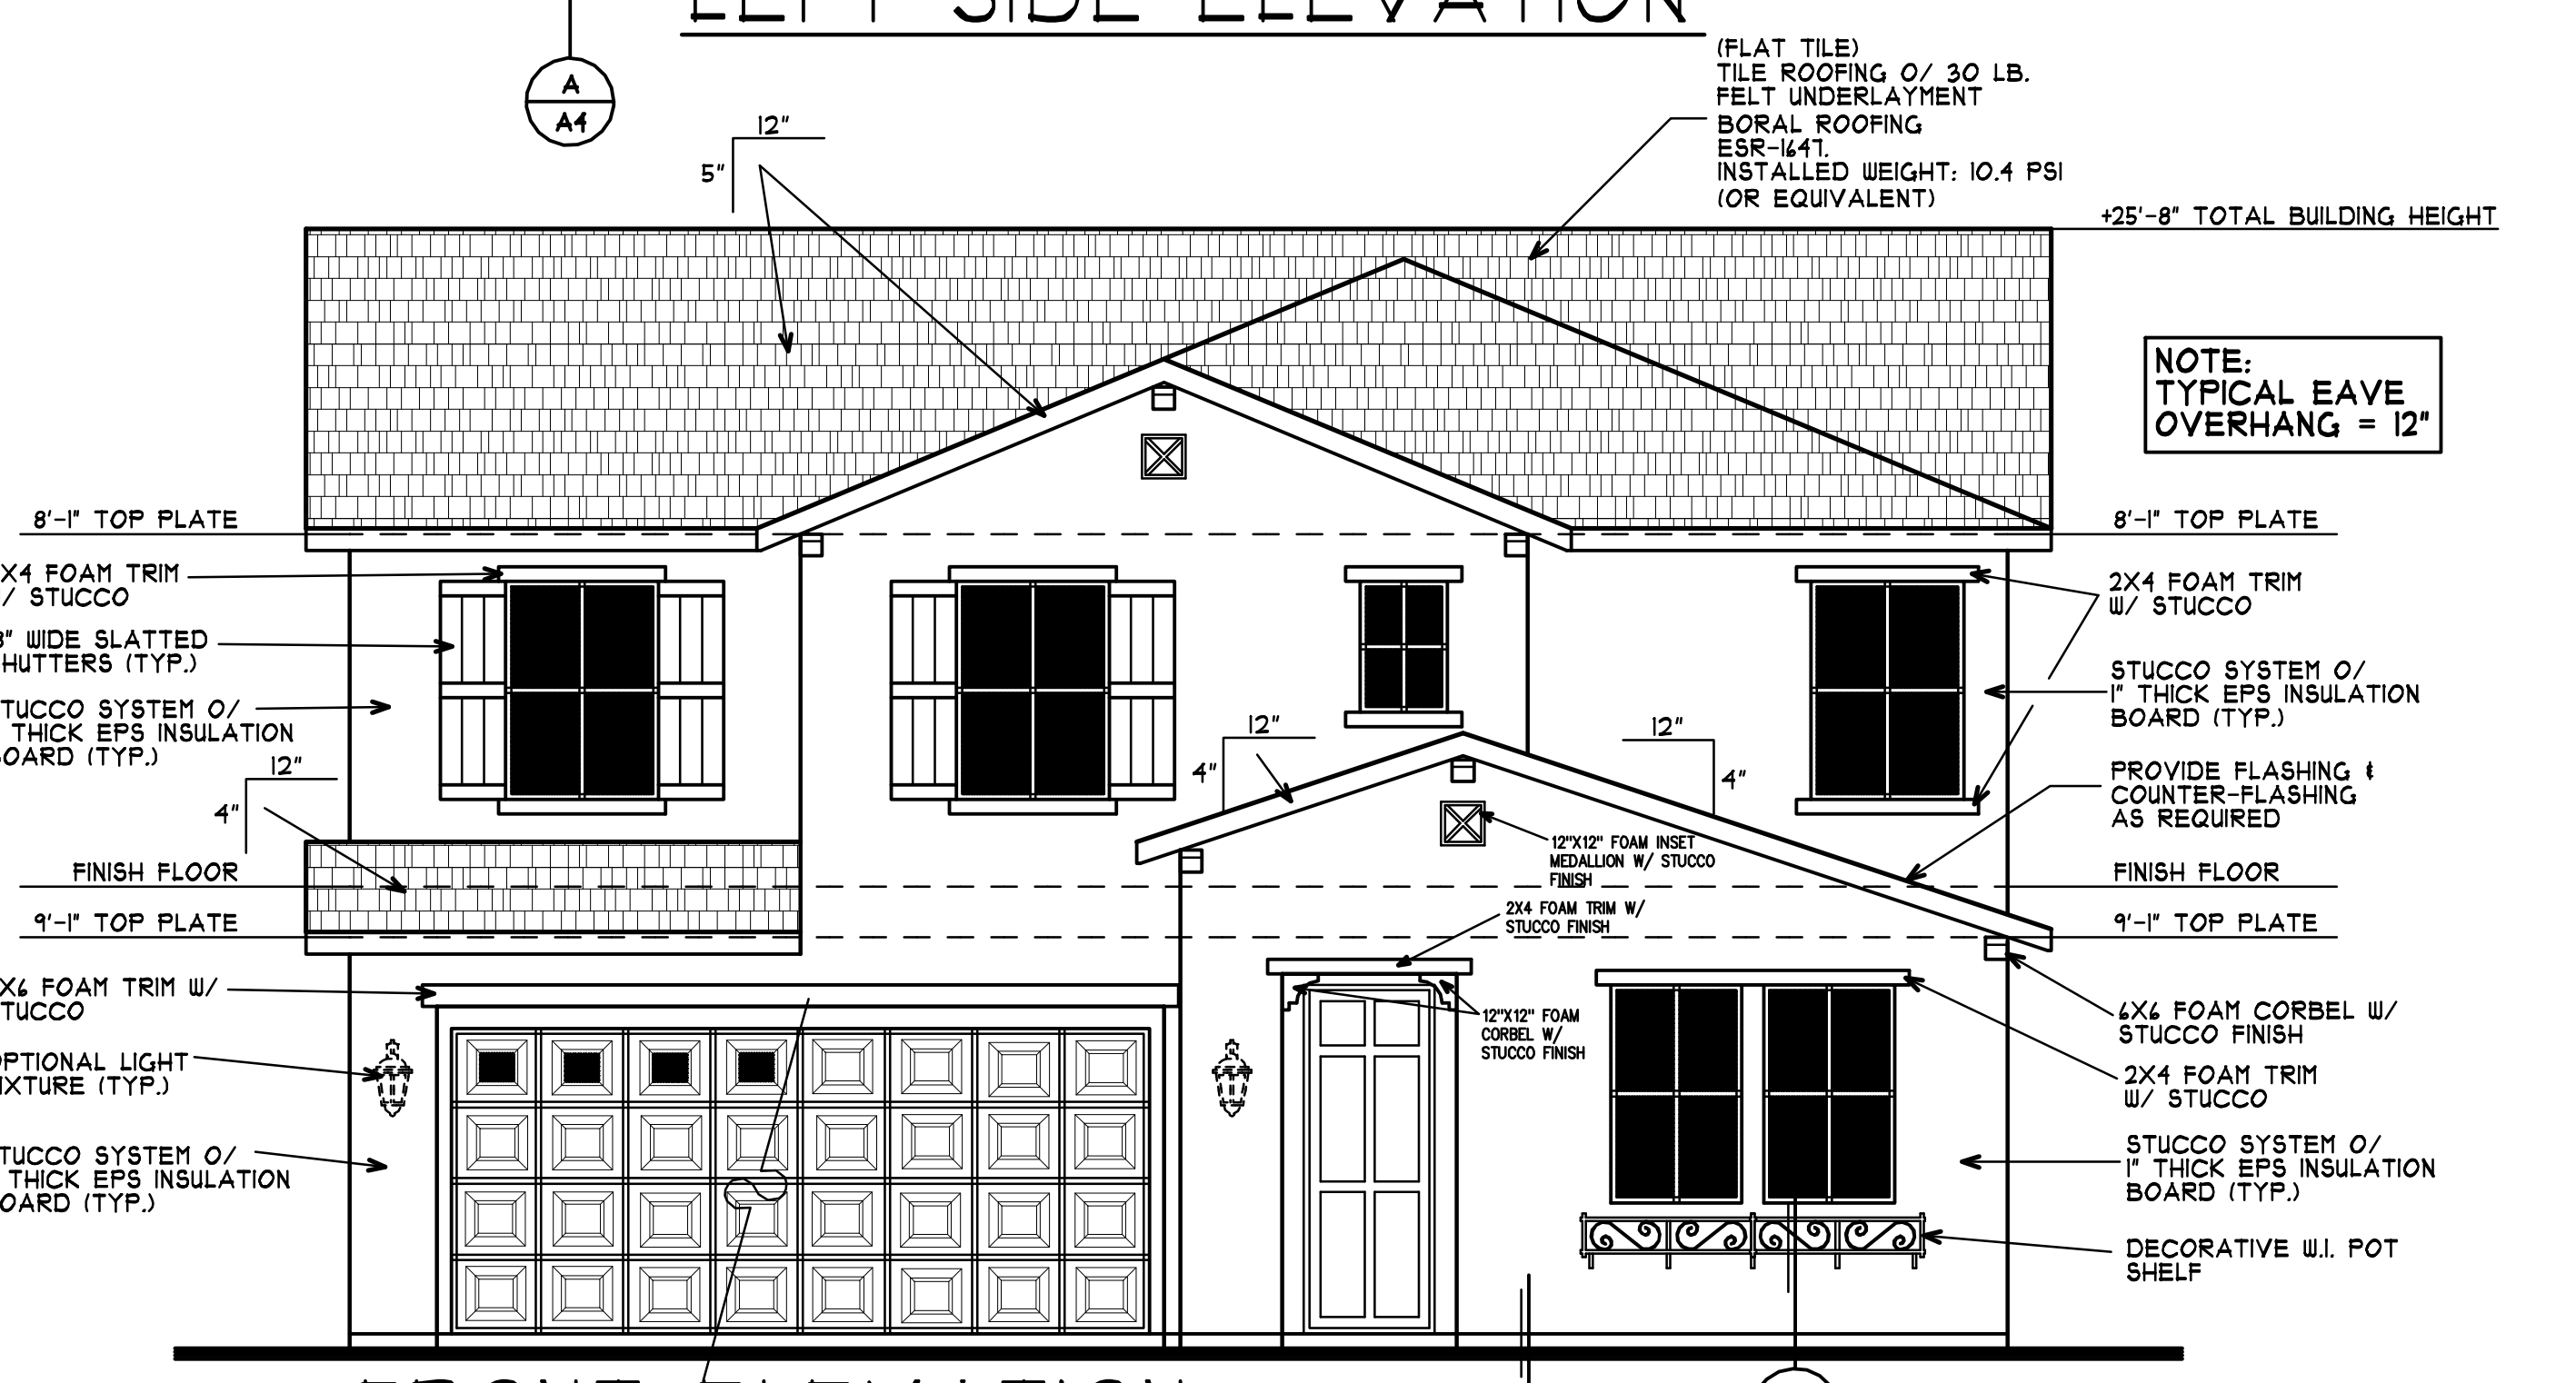 LEFT SIDE ELEVATION
A
A4
(FLAT TILE)
TILE ROOFING O/ 30 LB.
FELT UNDERLAYMENT
BORAL ROOFING
ESR-1647.
INSTALLED WEIGHT: 10.4 PSI
(OR EQUIVALENT)
12"
5"
+25'-8" TOTAL BUILDING HEIGHT
NOTE:
TYPICAL EAVE
OVERHANG = 12"
8'-1" TOP PLATE
8'-1" TOP PLATE
X4 FOAM TRIM
/ STUCCO
8" WIDE SLATTED
HUTTERS (TYP.)
TUCCO SYSTEM O/
THICK EPS INSULATION
OARD (TYP.)
12"
4"
12"
4"
12"
4"
2X4 FOAM TRIM
W/ STUCCO
STUCCO SYSTEM O/
1" THICK EPS INSULATION
BOARD (TYP.)
PROVIDE FLASHING &
COUNTER-FLASHING
AS REQUIRED
12"X12" FOAM INSET
MEDALLION W/ STUCCO
FINISH
FINISH FLOOR
FINISH FLOOR
2X4 FOAM TRIM W/
STUCCO FINISH
9'-1" TOP PLATE
9'-1" TOP PLATE
X6 FOAM TRIM W/
TUCCO
OPTIONAL LIGHT
IXTURE (TYP.)
TUCCO SYSTEM O/
THICK EPS INSULATION
OARD (TYP.)
12"X12" FOAM
CORBEL W/
STUCCO FINISH
6X6 FOAM CORBEL W/
STUCCO FINISH
2X4 FOAM TRIM
W/ STUCCO
STUCCO SYSTEM O/
1" THICK EPS INSULATION
BOARD (TYP.)
DECORATIVE W.I. POT
SHELF
FRONT ELEVATION